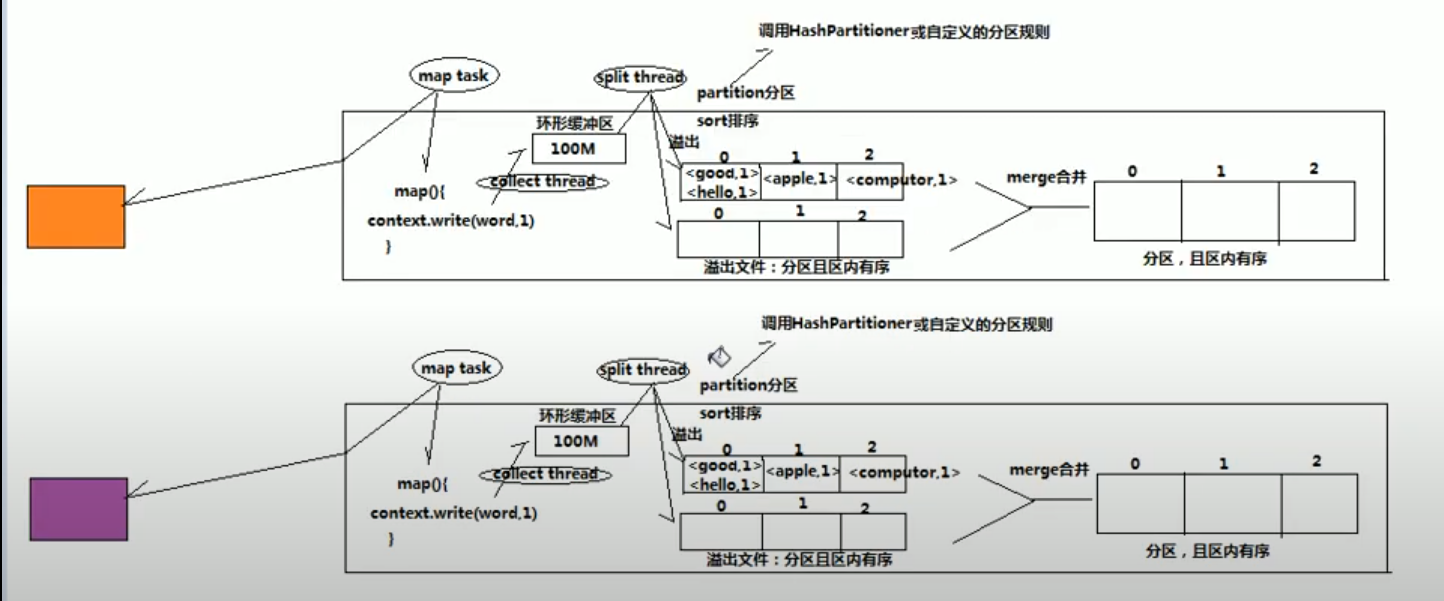 调用HashPartitioner或自定义的分区规则
map task
split thread
partition分区
sort排序
环形缓冲区
溢出
100M
0 1 2
collect thread
<good,1> <apple,1> <computor,1>
<hello,1>
map(){
context.write(word,1)
}
0 1 2
溢出文件：分区且区内有序
merge合并
0 1 2
分区，且区内有序
调用HashPartitioner或自定义的分区规则
map task
split thread
partition分区
sort排序
环形缓冲区
溢出
100M
0 1 2
collect thread
<good,1> <apple,1> <computor,1>
<hello,1>
map(){
context.write(word,1)
}
0 1 2
溢出文件：分区且区内有序
merge合并
0 1 2
分区，且区内有序